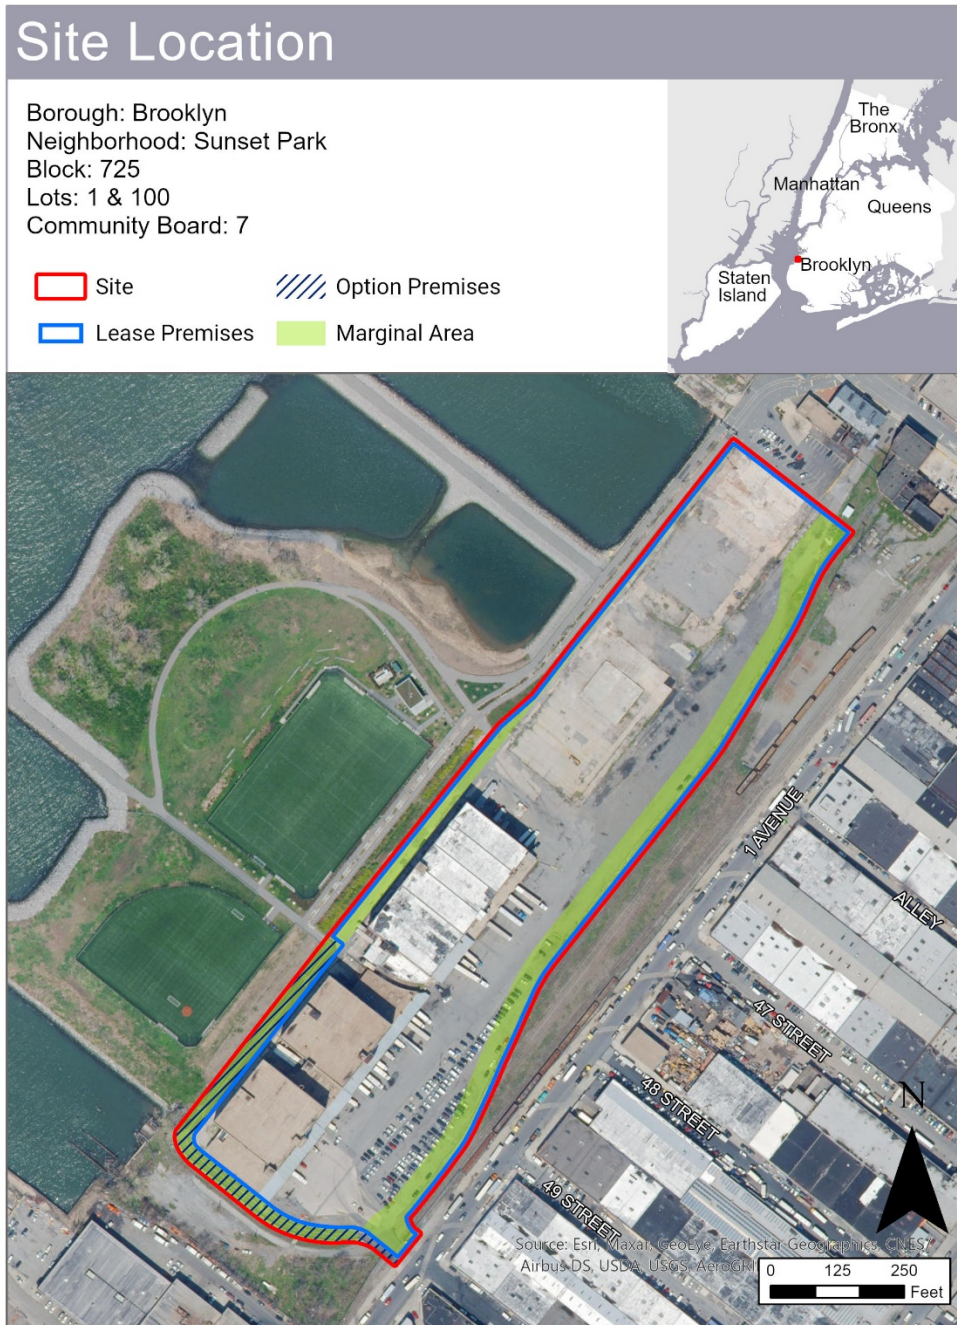 Site Location
Borough: Brooklyn
Neighborhood: Sunset Park
Block: 725
Lots: 1 & 100
Community Board: 7
Site
Option Premises
Lease Premises
Marginal Area
The
Bronx
Manhattan
Queens
Brooklyn
Staten
Island
1 AVENUE
ALLEY
47 STREET
48 STREET
49 STREET
N
Source: Esri, Maxar, GeoEye, Earthstar Geographics, CNES/
Airbus DS, USDA, USGS, AeroGRI
0 125 250
Feet